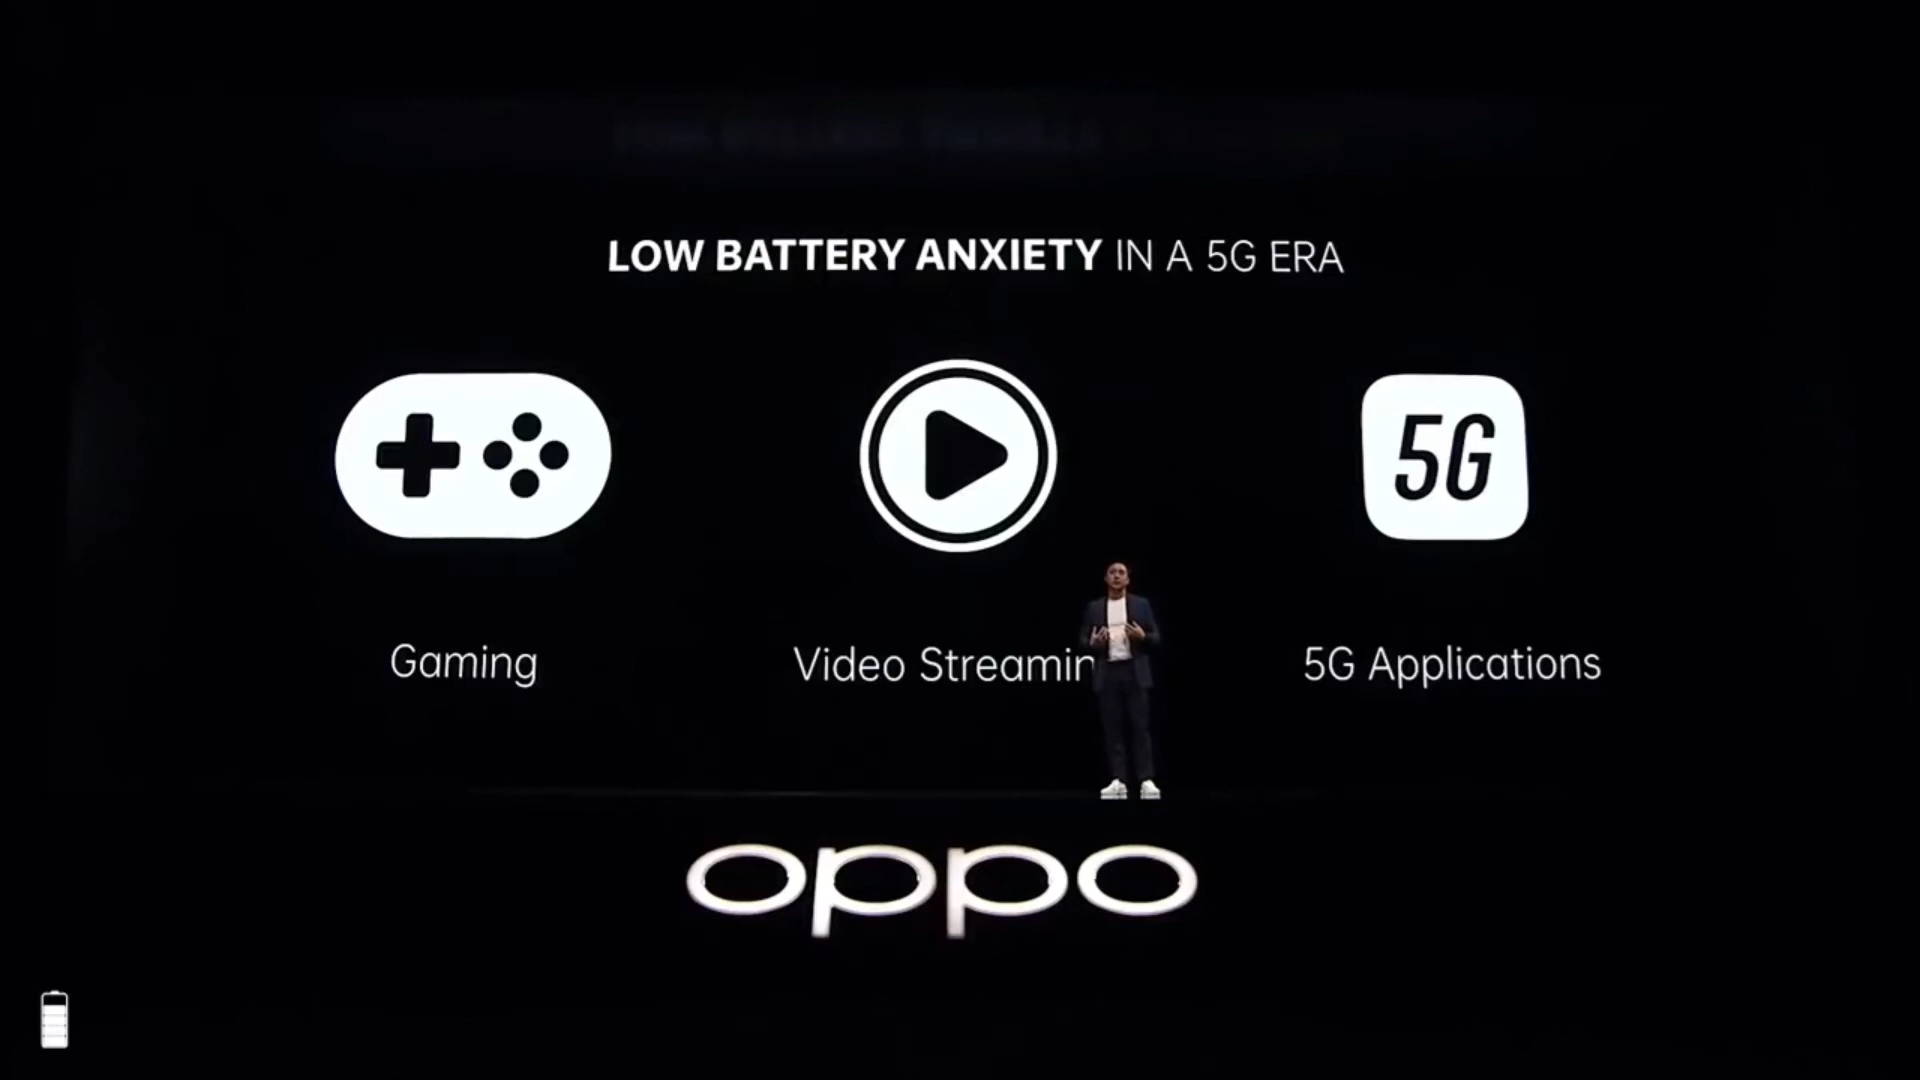 LOW BATTERY ANXIETY IN A 5G ERA
5G
Gaming
Video Streamin
5G Applications
oppo